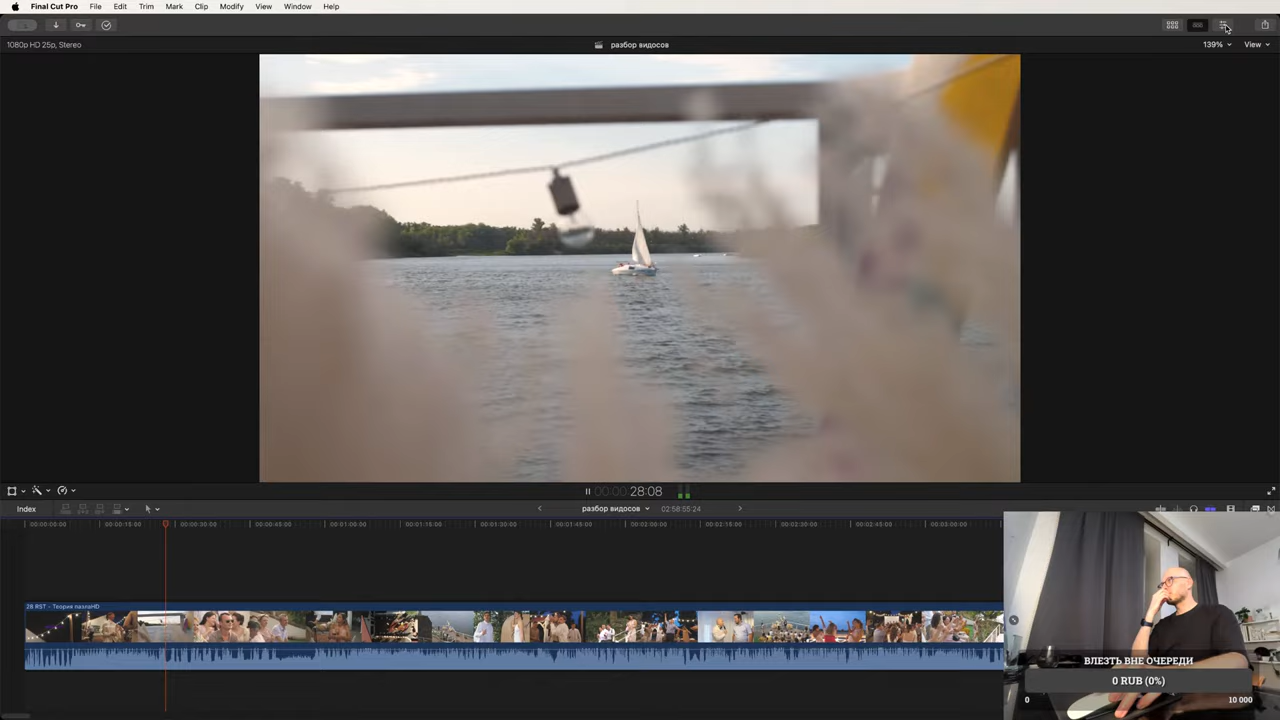 Final Cut Pro File Edit Trim Mark Clip Modify View Window Help
1080p HD 25p, Stereo
разбор видосов
139% View
00:00:28:08
Index
разбор видосов 02:58:55:24
00:00:00:00 00:00:15:00 00:00:30:00 00:00:45:00 00:01:00:00 00:01:15:00 00:01:30:00 00:01:45:00 00:02:00:00 00:02:15:00 00:02:30:00 00:02:45:00 00:03:00:00
28 RST - Теория пазлаHD
ВЛЕЗТЬ ВНЕ ОЧЕРЕДИ
0 RUB (0%)
0 10 000